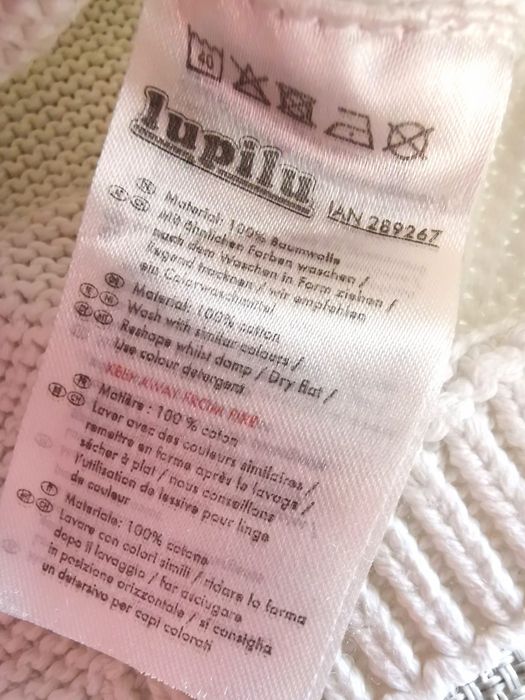 40
lupilu
IAN 289267
Material: 100% Baumwolle
Mit ähnlichen Farben waschen /
nach dem Waschen in Form ziehen /
liegend trocknen / wir empfehlen
ein Colorwaschmittel
Material: 100% cotton
Wash with similar colours /
Reshape whilst damp / Dry flat /
Use colour detergent
KEEP AWAY FROM FIRE
Matière : 100 % coton
Laver avec des couleurs similaires /
remettre en forme après le lavage /
sécher à plat / nous conseillons
l'utilisation de lessive pour linge
de couleur
Materiale: 100% cotone
Lavare con colori simili / ridare la forma
dopo il lavaggio / far asciugare
in posizione orizzontale / si consiglia
un detersivo per capi colorati